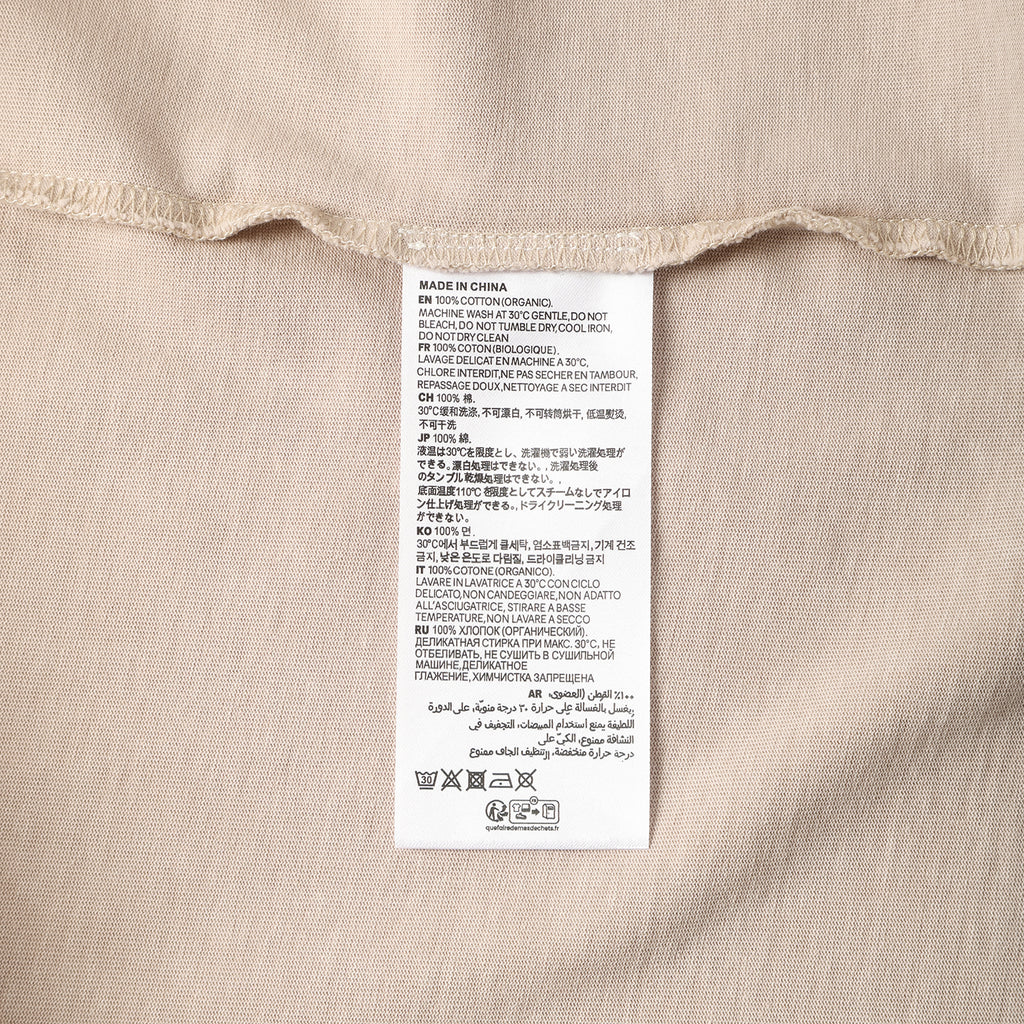 MADE IN CHINA
EN 100% COTTON (ORGANIC).
MACHINE WASH AT 30°C GENTLE, DO NOT
BLEACH, DO NOT TUMBLE DRY, COOL IRON,
DO NOT DRY CLEAN
FR 100% COTON (BIOLOGIQUE).
LAVAGE DELICAT EN MACHINE A 30°C,
CHLORE INTERDIT,NE PAS SECHER EN TAMBOUR,
REPASSAGE DOUX,NETTOYAGE A SEC INTERDIT
CH 100% 棉.
30°C缓和洗涤, 不可漂白, 不可转筒烘干, 低温熨烫,
不可干洗
JP 100% 綿.
液温は30℃を限度とし、洗濯機で弱い洗濯処理が
できる。漂白処理はできない。, 洗濯処理後
のタンブル乾燥処理はできない。,
底面温度110℃を限度としてスチームなしでアイロ
ン仕上げ処理ができる。, ドライクリーニング処理
ができない。
KO 100% 면.
30°C에서 부드럽게 클세탁, 염소표백금지, 기계 건조
금지, 낮은 온도로 다림질, 드라이클리닝 금지
IT 100% COTONE (ORGANICO).
LAVARE IN LAVATRICE A 30°C CON CICLO
DELICATO, NON CANDEGGIARE, NON ADATTO
ALL'ASCIUGATRICE, STIRARE A BASSE
TEMPERATURE, NON LAVARE A SECCO
RU 100% ХЛОПОК (ОРГАНИЧЕСКИЙ).
ДЕЛИКАТНАЯ СТИРКА ПРИ МАКС. 30°C, НЕ
ОТБЕЛИВАТЬ, НЕ СУШИТЬ В СУШИЛЬНОЙ
МАШИНЕ,ДЕЛИКАТНОЕ
ГЛАЖЕНИЕ, ХИМЧИСТКА ЗАПРЕЩЕНА
AR ١٠٠٪ القطن (العضوي،
يغسل بالغسالة على حرارة ٣٠ درجة مئوية، على الدورة
اللطيفة يمنع استخدام المبيضات، التجفيف في
النشافة ممنوع، الكيّ على
درجة حرارة منخفضة، التنظيف الجاف ممنوع
30
FR
quefairedemesdechets.fr